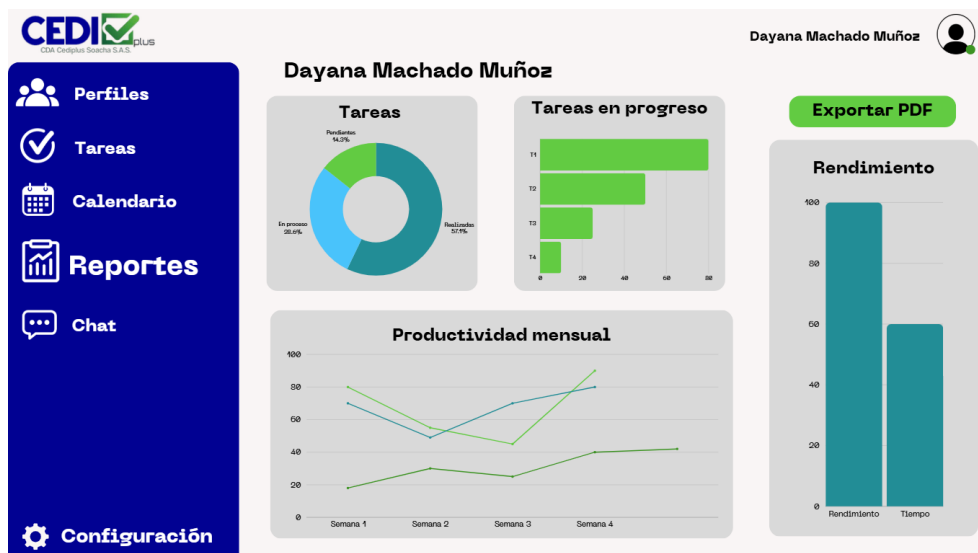 CEDI plus
CDA Cediplus Soacha S.A.S.
Dayana Machado Muñoz
Perfiles
Tareas
Calendario
Reportes
Chat
Configuración
Dayana Machado Muñoz
Tareas
Pendientes
14.3%
En proceso
28.6%
Realizadas
57.1%
Tareas en progreso
T1
T2
T3
T4
0 20 40 60 80
Exportar PDF
Rendimiento
100
80
60
40
20
0
Rendimiento Tiempo
Productividad mensual
100
80
60
40
20
0
Semana 1 Semana 2 Semana 3 Semana 4